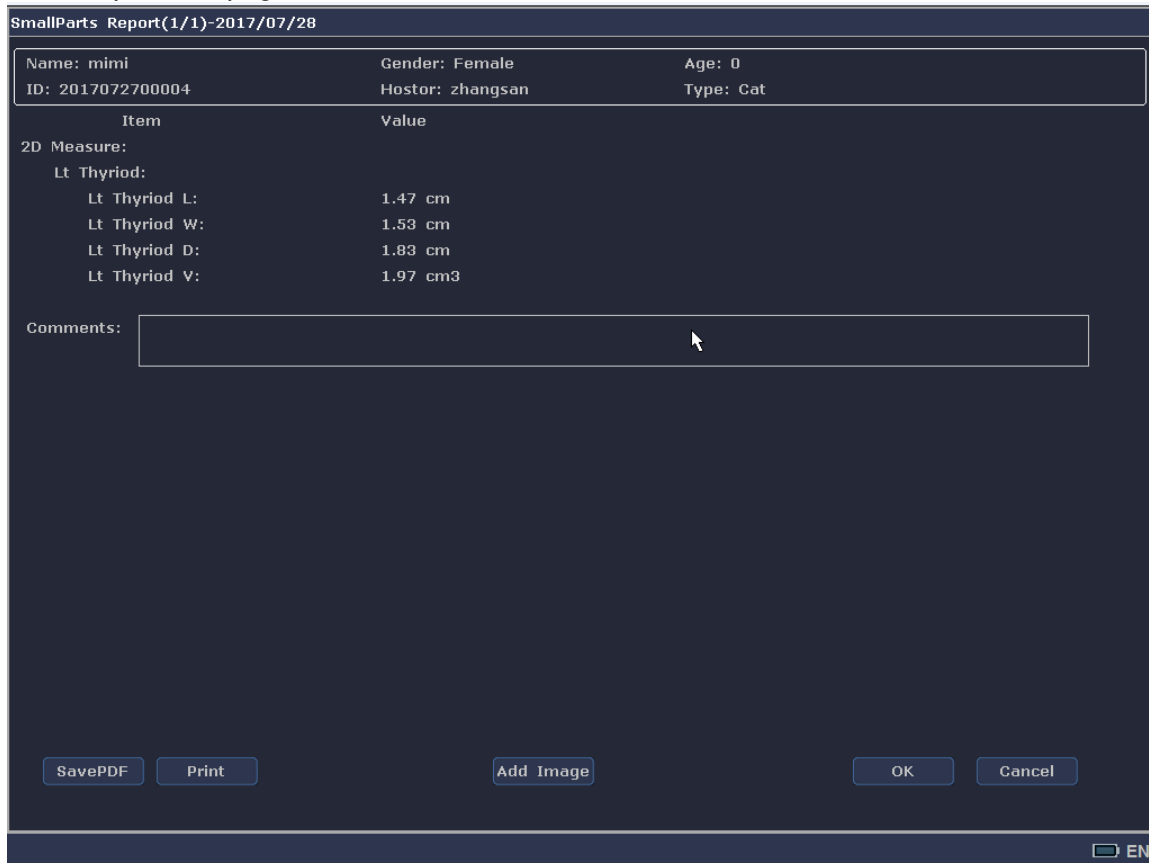 SmallParts Report(1/1)-2017/07/28
Name: mimi Gender: Female Age: 0
ID: 2017072700004 Hostor: zhangsan Type: Cat
Item Value
2D Measure:
Lt Thyriod:
Lt Thyriod L: 1.47 cm
Lt Thyriod W: 1.53 cm
Lt Thyriod D: 1.83 cm
Lt Thyriod V: 1.97 cm3
Comments:
SavePDF Print Add Image OK Cancel
EN